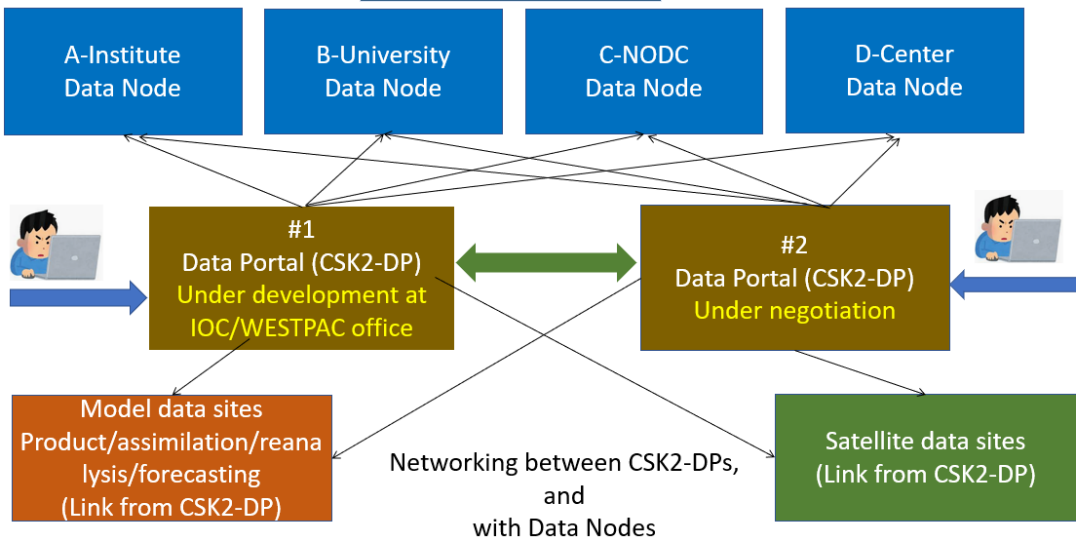 A-Institute
Data Node
B-University
Data Node
C-NODC
Data Node
D-Center
Data Node
#1
Data Portal (CSK2-DP)
Under development at
IOC/WESTPAC office
#2
Data Portal (CSK2-DP)
Under negotiation
Model data sites
Product/assimilation/reana
lysis/forecasting
(Link from CSK2-DP)
Networking between CSK2-DPs,
and
with Data Nodes
Satellite data sites
(Link from CSK2-DP)